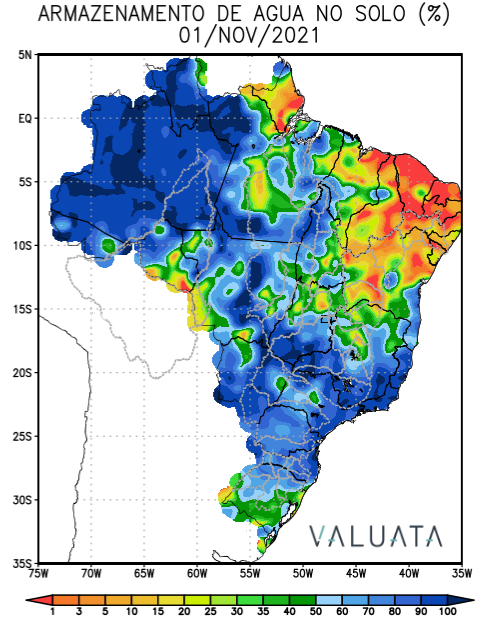 ARMAZENAMENTO DE AGUA NO SOLO (%)
01/NOV/2021
5N
EQ
5S
10S
15S
20S
25S
30S
35S
75W 70W 65W 60W 55W 50W 45W 40W 35W
VALUATA
1 3 5 10 15 20 25 30 35 40 50 60 70 80 90 100